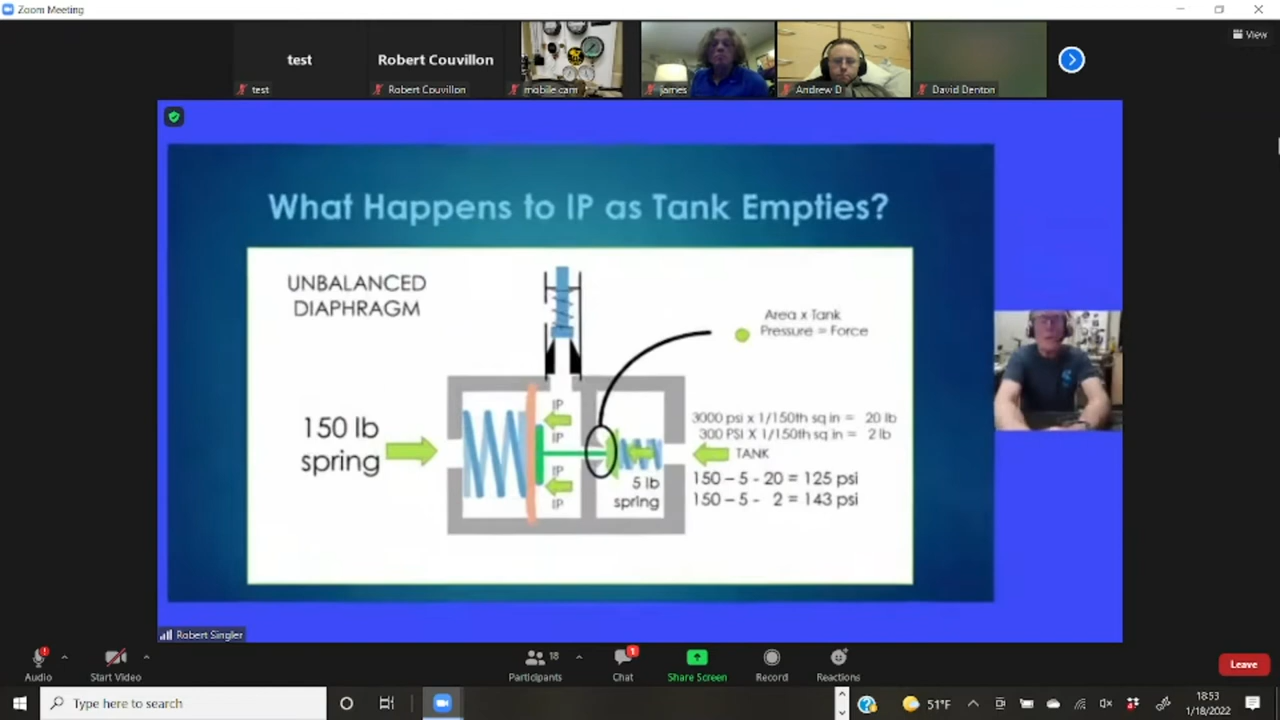 Zoom Meeting
View
test
Robert Couvillon
test
Robert Couvillon
mobile cam
james
Andrew D
David Denton
What Happens to IP as Tank Empties?
UNBALANCED
DIAPHRAGM
Area x Tank
Pressure = Force
150 lb
spring
IP
IP
IP
IP
5 lb
spring
3000 psi x 1/150th sq in = 20 lb
300 PSI X 1/150th sq in = 2 lb
TANK
150 – 5 - 20 = 125 psi
150 – 5 - 2 = 143 psi
Robert Singler
Audio
Start Video
18
Participants
1
Chat
Share Screen
Record
Reactions
Leave
Type here to search
51°F
18:53
1/18/2022